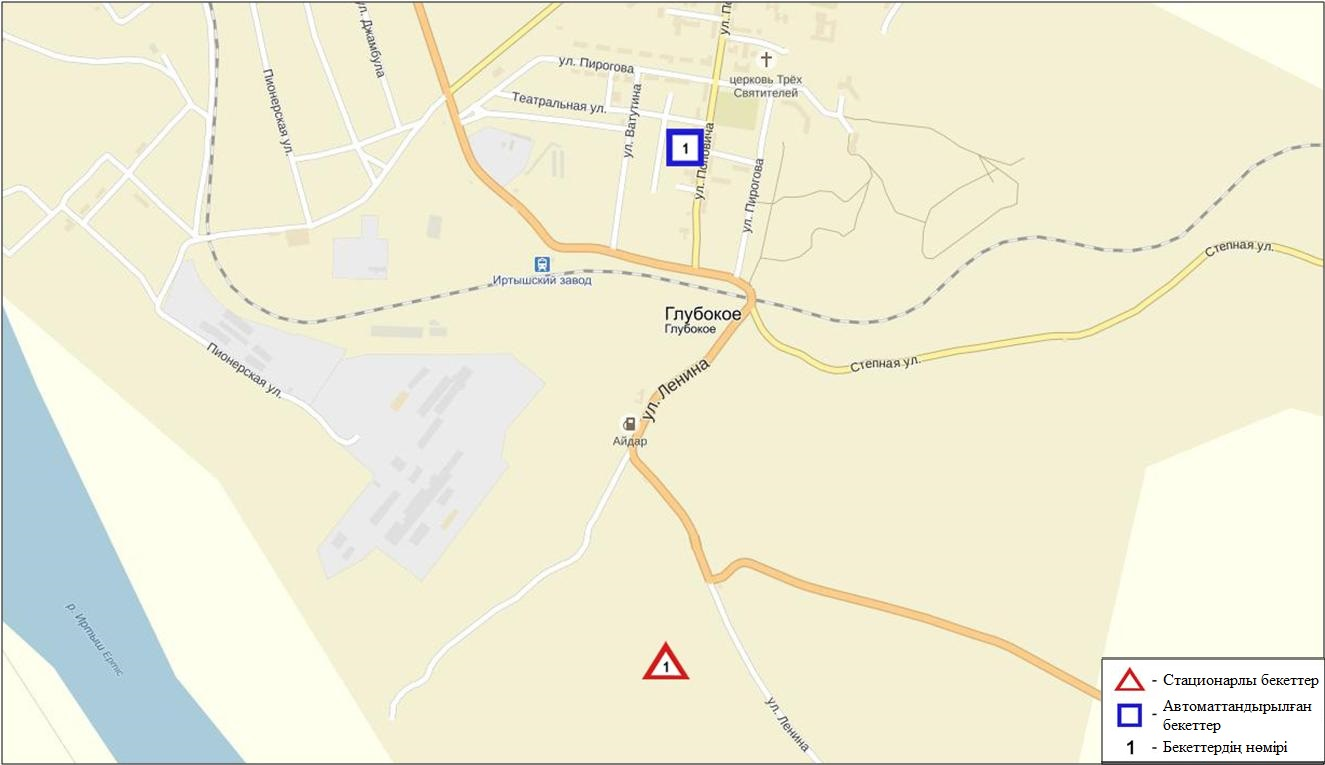 ул. Джамбула
ул. По
ул. Пирогова
церковь Трёх
Святителей
Пионерская ул.
Театральная ул.
ул. Ватутина
1
ул. Поповича
ул. Пирогова
Степная ул.
Иртышский завод
Глубокое
Глубокое
Пионерская ул.
Степная ул.
ул. Ленина
Айдар
р. Иртыш Ертіс
1
ул. Ленина
- Стационарлы бекеттер
- Автоматтандырылған
бекеттер
1 - Бекеттердің нөмірі